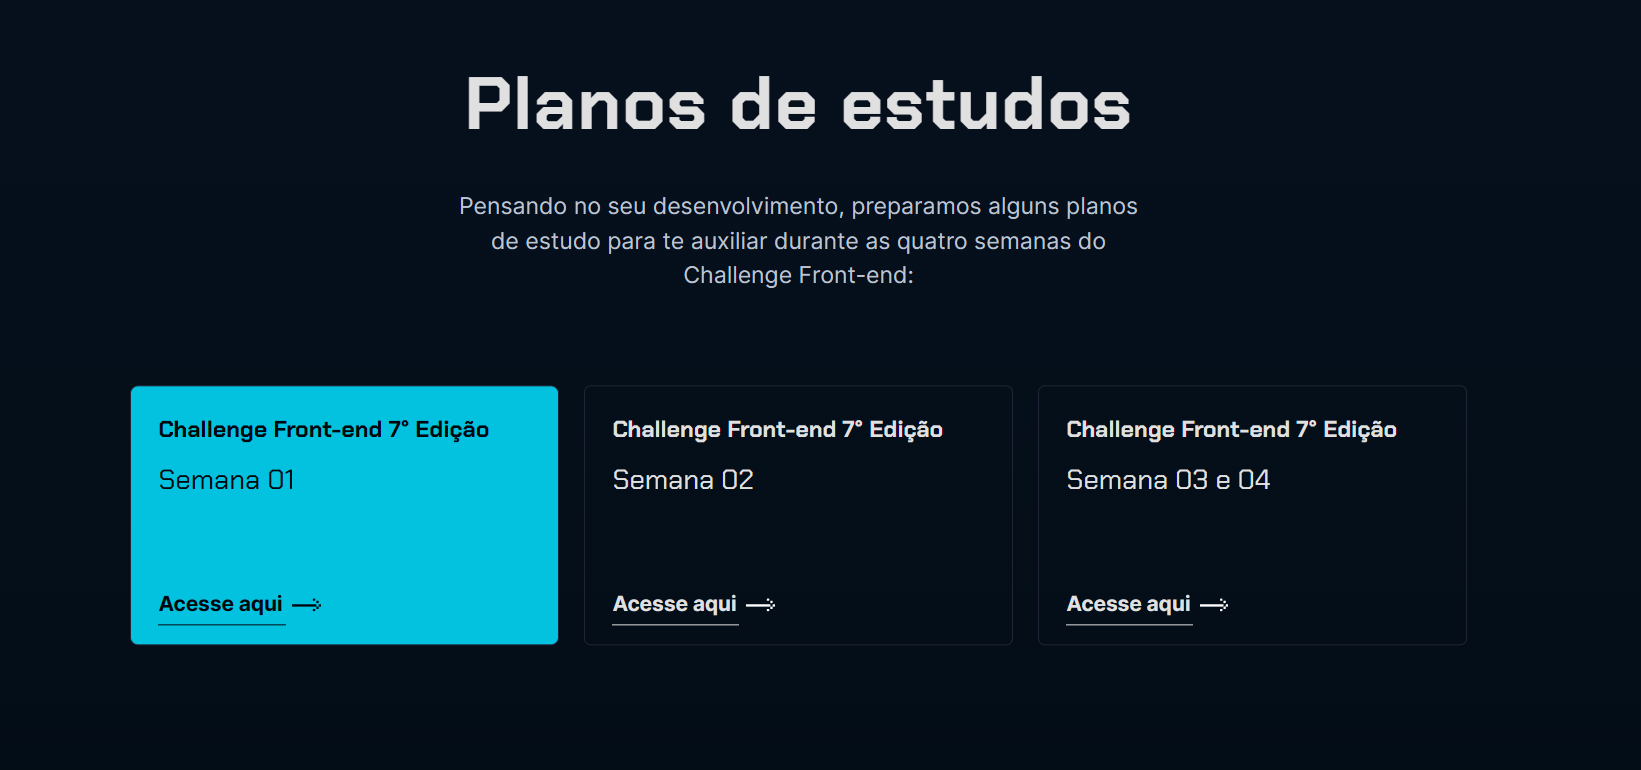 Planos de estudos
Pensando no seu desenvolvimento, preparamos alguns planos
de estudo para te auxiliar durante as quatro semanas do
Challenge Front-end:
Challenge Front-end 7° Edição
Semana 01
Acesse aqui
Challenge Front-end 7° Edição
Semana 02
Acesse aqui
Challenge Front-end 7° Edição
Semana 03 e 04
Acesse aqui